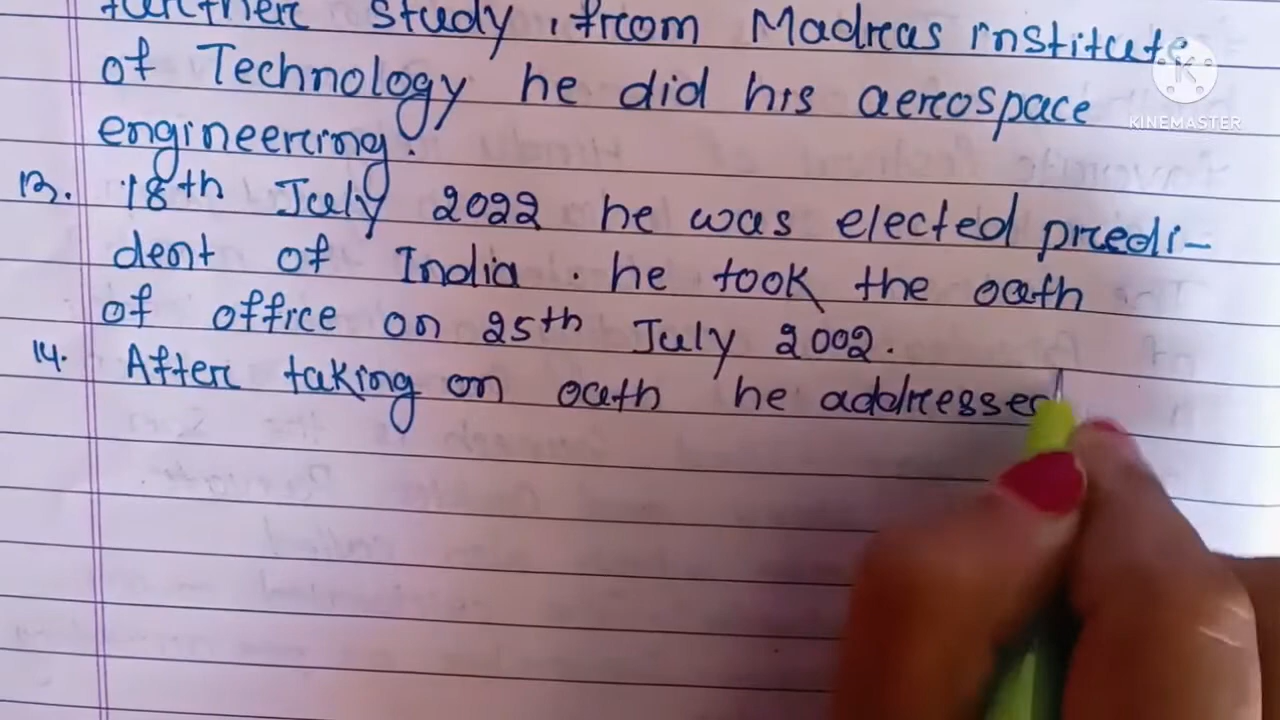 further study, from Madras institute
of Technology he did his aerospace
engineering.
13. 18th July 2022 he was elected predi-
dent of India. he took the oath
of office on 25th July 2002.
14. After taking on oath he addressed
K
KINEMASTER